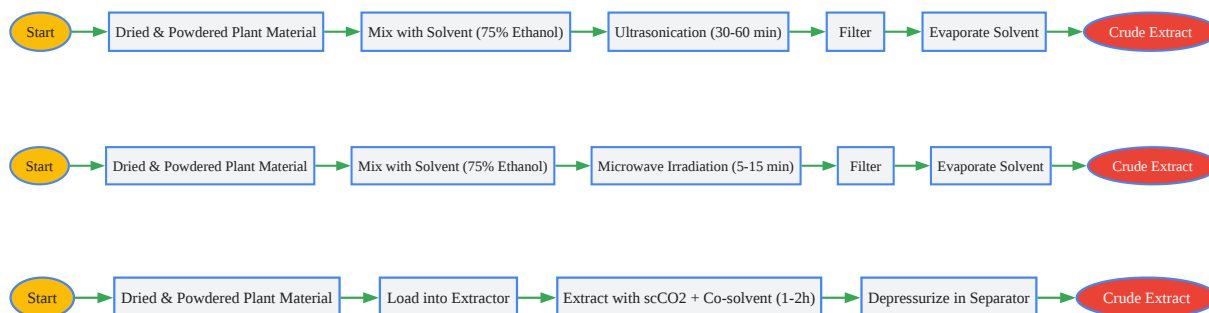 Start
Dried & Powdered Plant Material
Mix with Solvent (75% Ethanol)
Ultrasonication (30-60 min)
Filter
Evaporate Solvent
Crude Extract
Start
Dried & Powdered Plant Material
Mix with Solvent (75% Ethanol)
Microwave Irradiation (5-15 min)
Filter
Evaporate Solvent
Crude Extract
Start
Dried & Powdered Plant Material
Load into Extractor
Extract with scCO2 + Co-solvent (1-2h)
Depressurize in Separator
Crude Extract